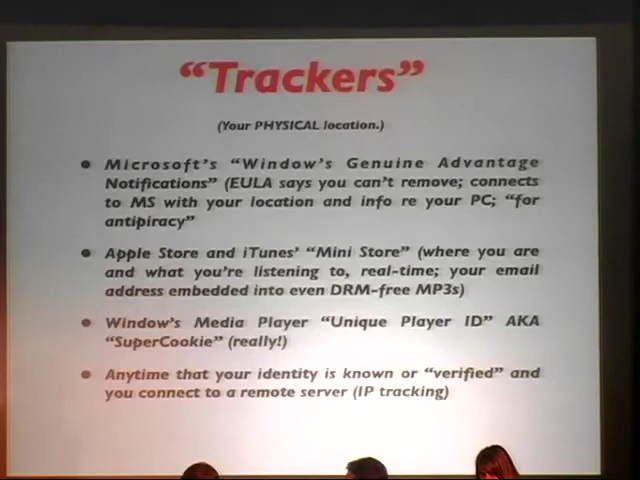 “Trackers”
(Your PHYSICAL location.)
• Microsoft's “Window's Genuine Advantage
Notifications” (EULA says you can't remove; connects
to MS with your location and info re your PC; “for
antipiracy”
• Apple Store and iTunes' “Mini Store” (where you are
and what you're listening to, real-time; your email
address embedded into even DRM-free MP3s)
• Window's Media Player “Unique Player ID” AKA
“SuperCookie” (really!)
• Anytime that your identity is known or “verified” and
you connect to a remote server (IP tracking)